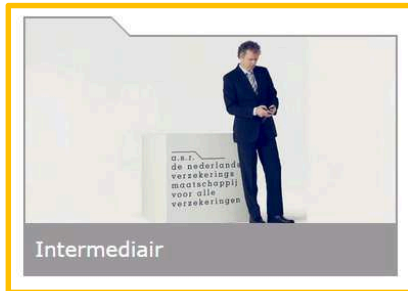 a.s.r.
de nederlandse
verzekerings
maatschappij
voor alle
verzekeringen
Intermediair